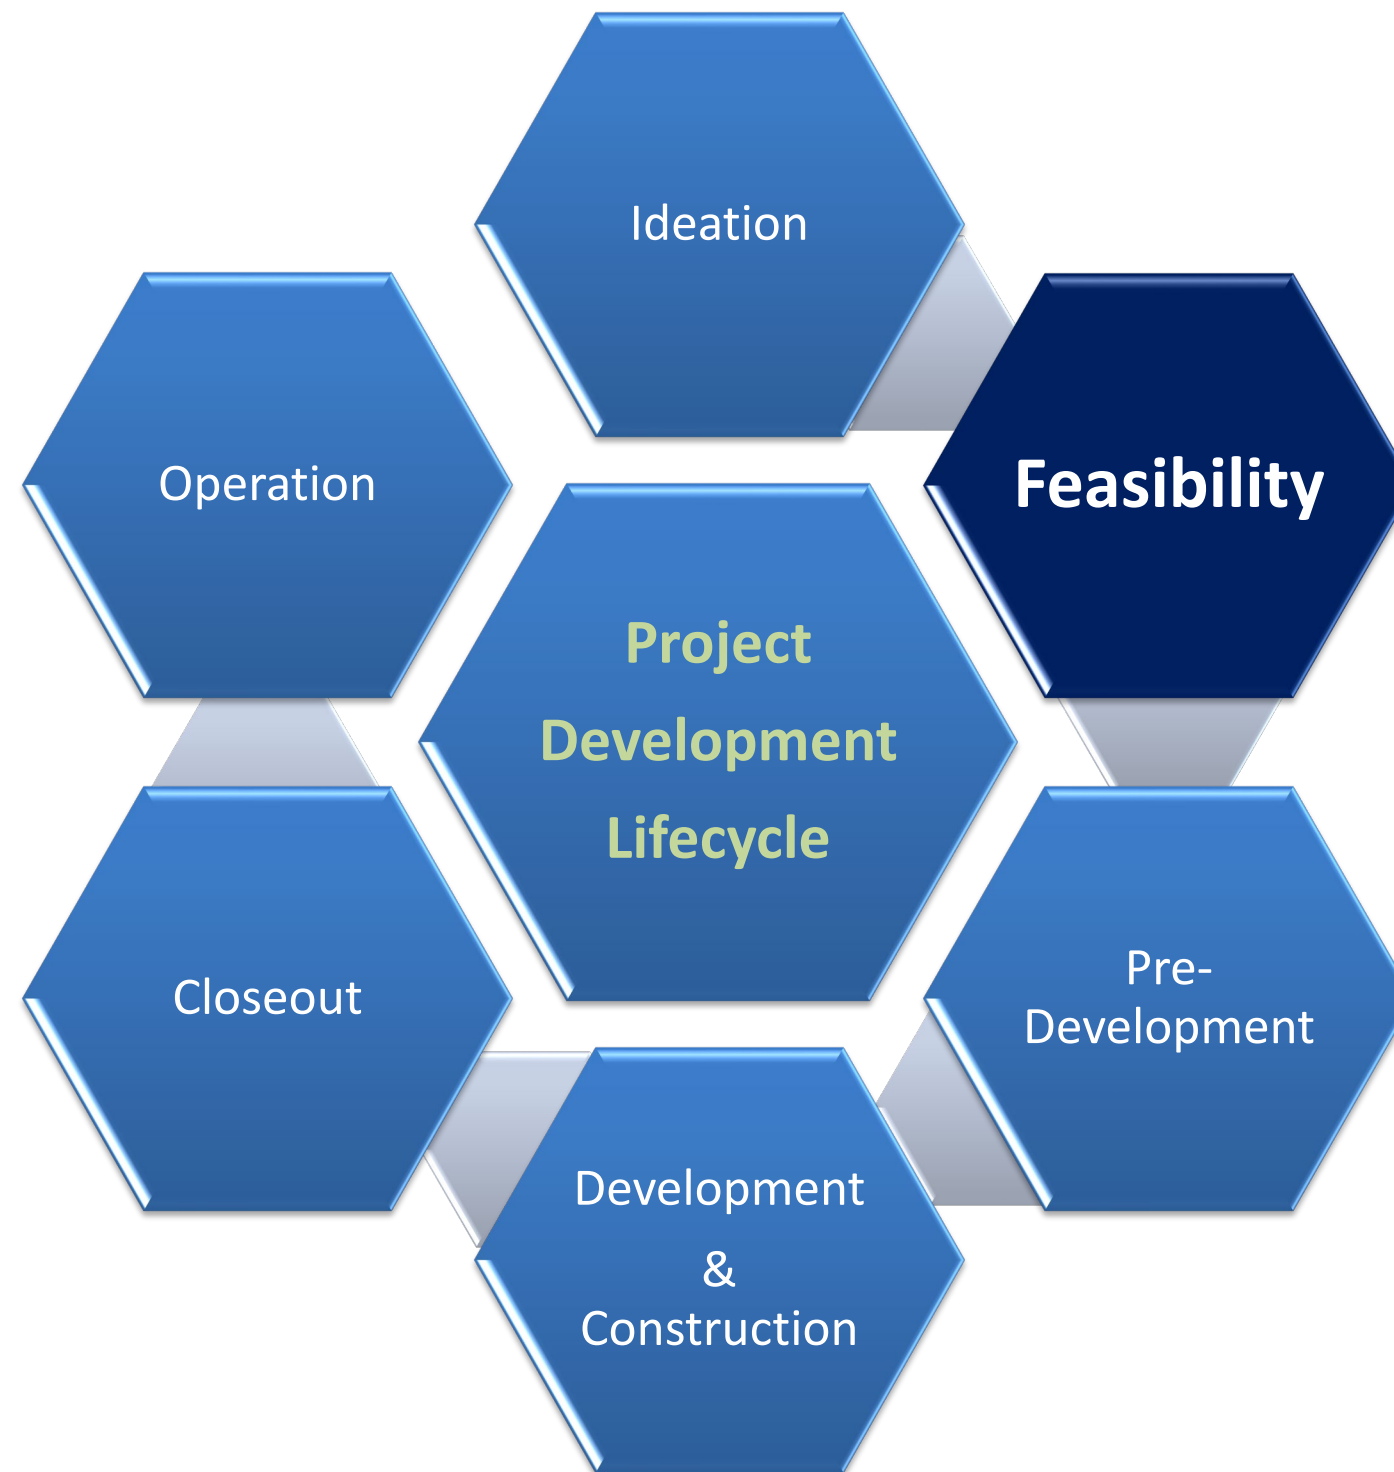 Ideation
Feasibility
Operation
Project
Development
Lifecycle
Pre-
Development
Closeout
Development
&
Construction